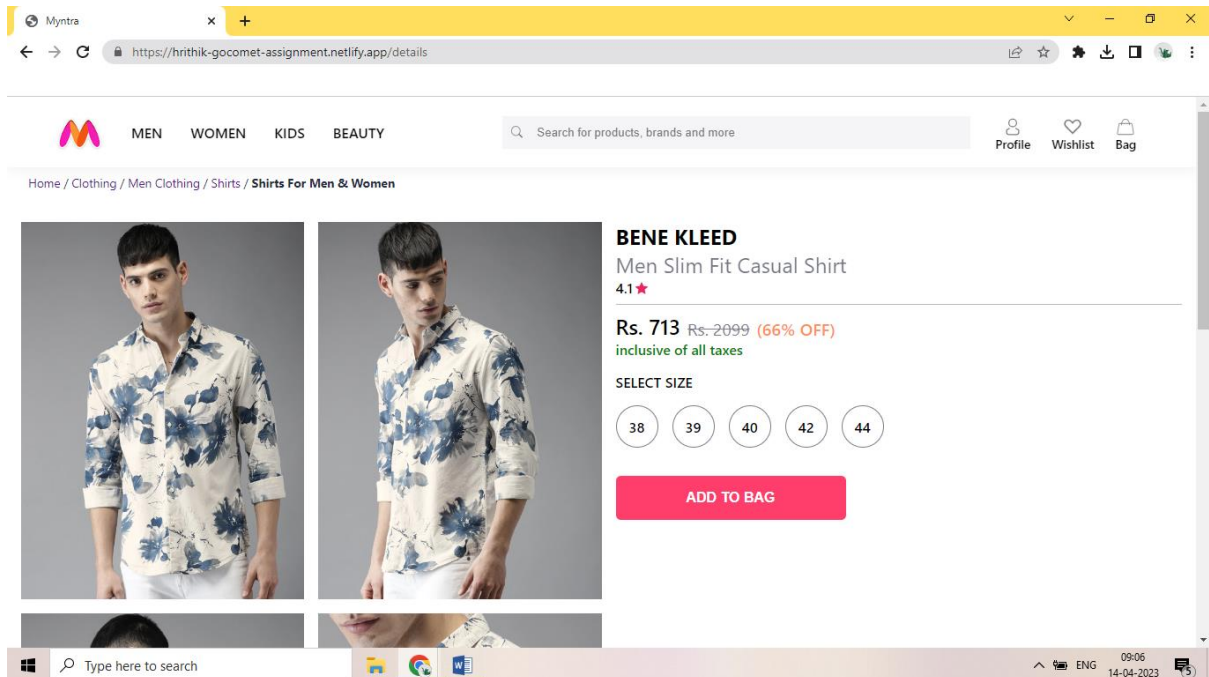 Myntra
https://hrithik-gocomet-assignment.netlify.app/details
MEN WOMEN KIDS BEAUTY Search for products, brands and more Profile Wishlist Bag
Home / Clothing / Men Clothing / Shirts / Shirts For Men & Women
BENE KLEED
Men Slim Fit Casual Shirt
4.1
Rs. 713 Rs. 2099 (66% OFF)
inclusive of all taxes
SELECT SIZE
38 39 40 42 44
ADD TO BAG
Type here to search
W
ENG
09:06
14-04-2023
5